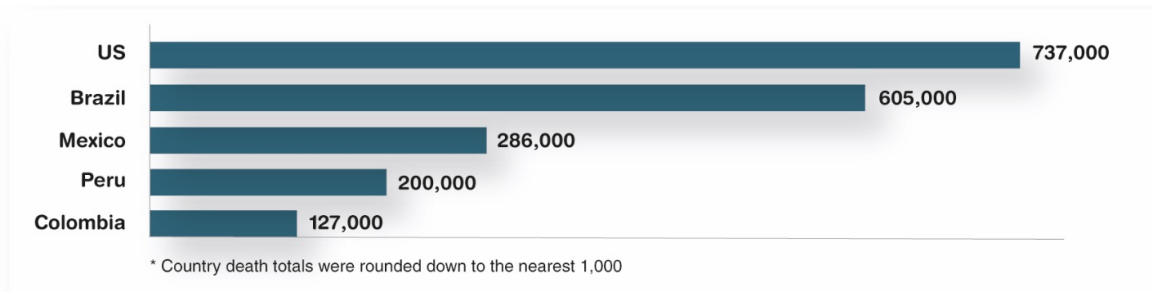 US 737,000
Brazil 605,000
Mexico 286,000
Peru 200,000
Colombia 127,000
* Country death totals were rounded down to the nearest 1,000